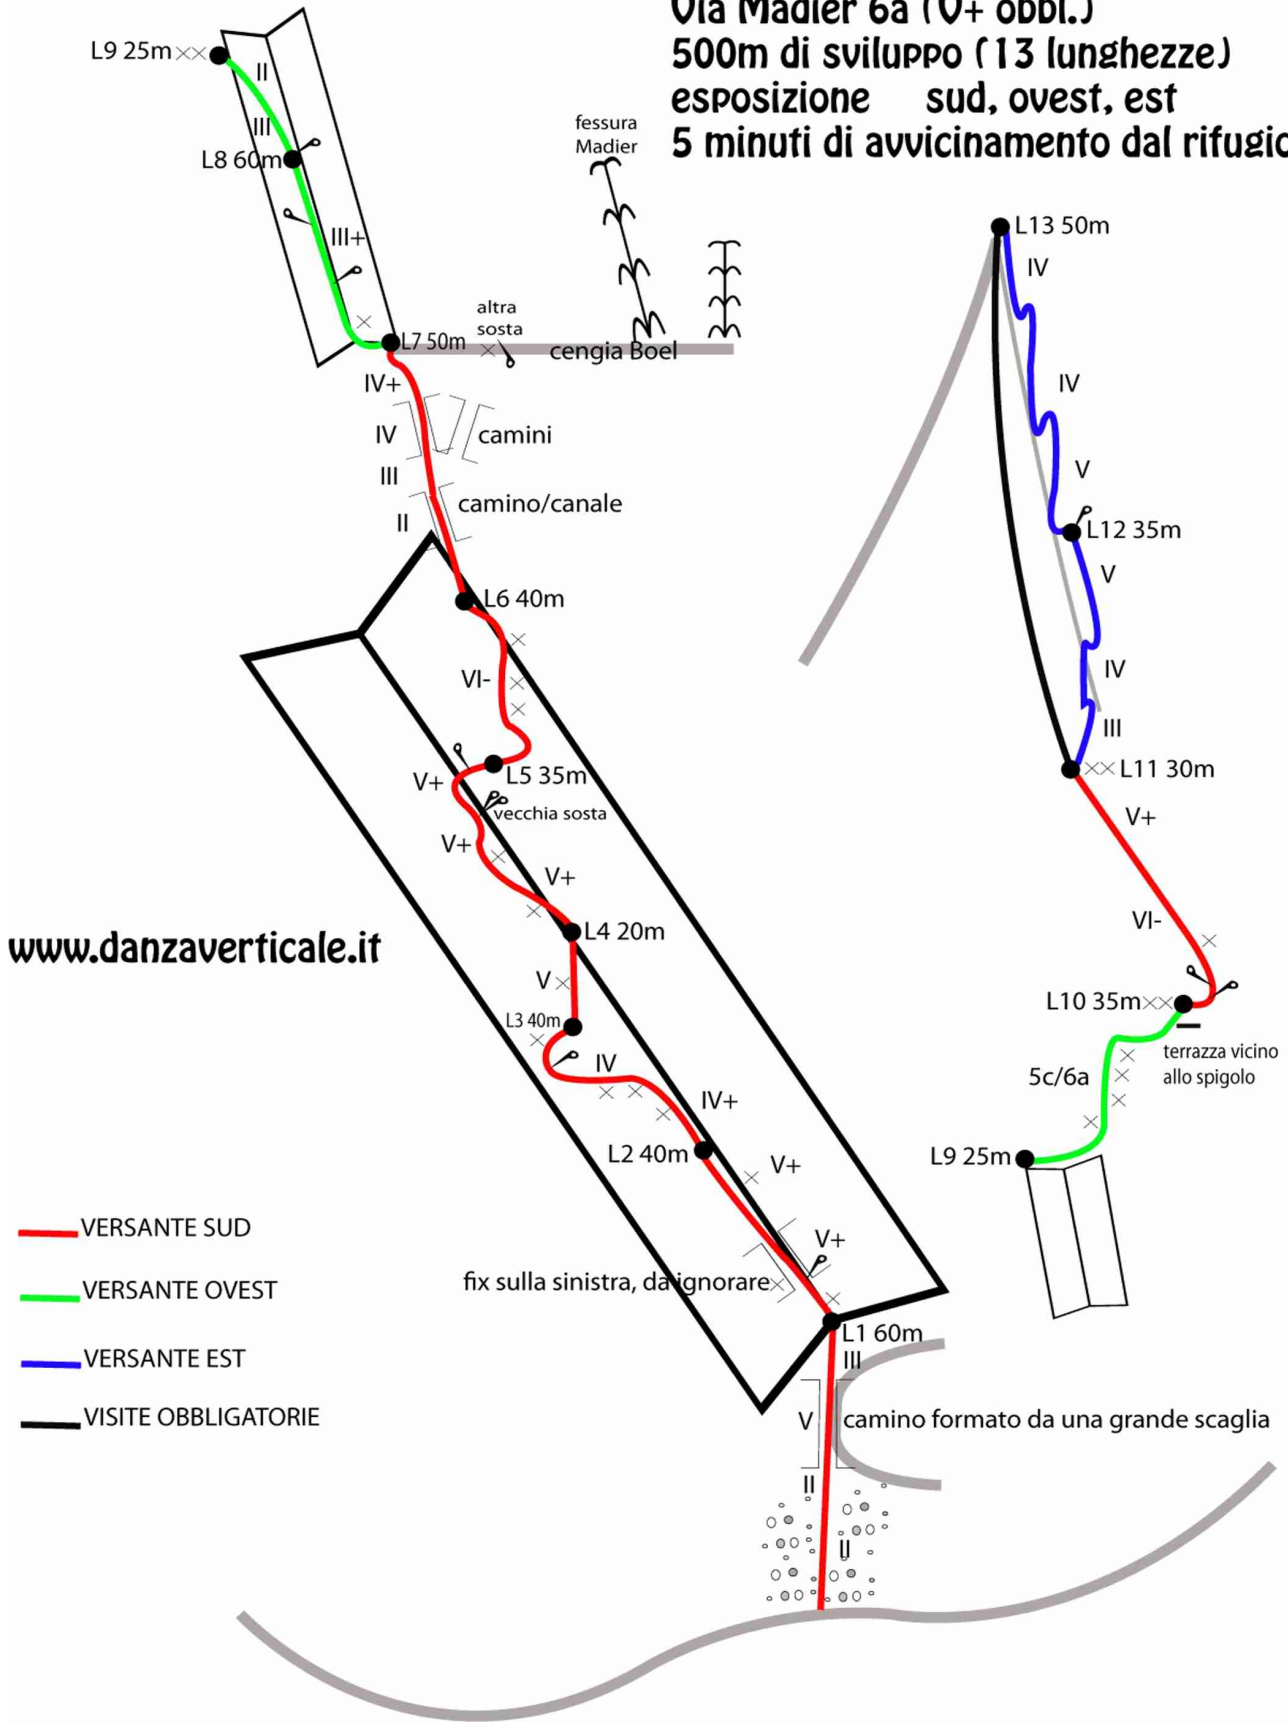 Via Madier 6a (V+ obbl.)
500m di sviluppo (13 lunghezze)
esposizione sud, ovest, est
5 minuti di avvicinamento dal rifugio
L9 25m
II
III
L8 60m
III+
fessura
Madier
altra
sosta
L7 50m
cengia Boel
IV+
IV
camini
III
camino/canale
II
L6 40m
VI-
L5 35m
V+
vecchia sosta
V+
V+
L4 20m
V
L3 40m
IV
IV+
L2 40m
V+
V+
fix sulla sinistra, da ignorare
L1 60m
III
V
camino formato da una grande scaglia
II
II
L13 50m
IV
IV
V
L12 35m
V
IV
III
L11 30m
V+
VI-
L10 35m
terrazza vicino
allo spigolo
5c/6a
L9 25m
www.danzaverticale.it
VERSANTE SUD
VERSANTE OVEST
VERSANTE EST
VISITE OBBLIGATORIE